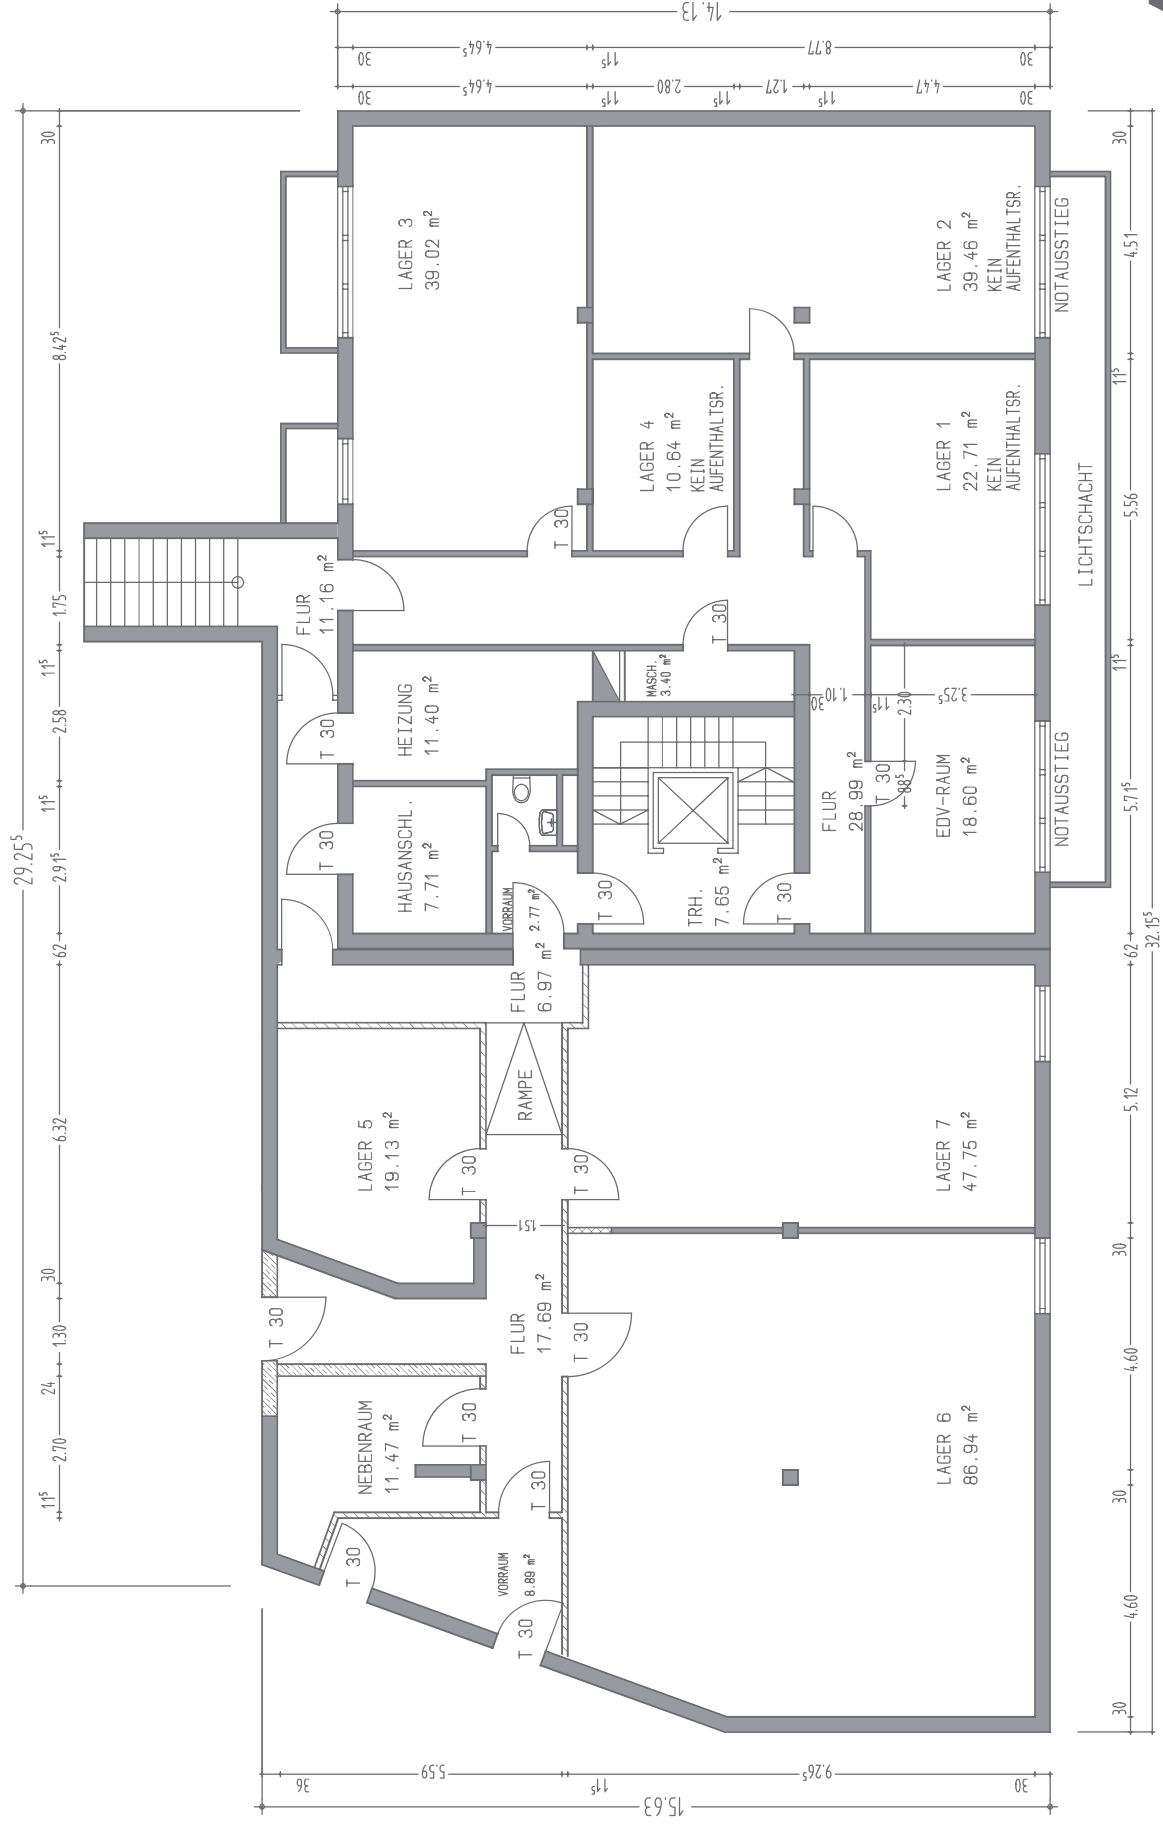 14.13
30
4.64⁵
11⁵
8.77
30
30
4.64⁵
11⁵
2.80
11⁵
1.27
11⁵
4.47
30
29.25⁵
30
8.42⁵
11⁵
1.75
11⁵
2.58
11⁵
2.91⁵
62
6.32
30
1.30
24
2.70
11⁵
LAGER 3
39.02 m²
LAGER 2
39.46 m²
KEIN
AUFENTHALTSR.
NOTAUSSTIEG
LAGER 4
10.64 m²
KEIN
AUFENTHALTSR.
LAGER 1
22.71 m²
KEIN
AUFENTHALTSR.
LICHTSCHACHT
T 30
FLUR
11.16 m²
T 30
MASCH.
3.40 m²
HEIZUNG
11.40 m²
T 30
30
1.10
11⁵
2.30
3.25⁵
88⁵
T 30
FLUR
28.99 m²
EDV-RAUM
18.60 m²
NOTAUSSTIEG
HAUSANSCHL.
7.71 m²
T 30
VORRAUM
2.77 m²
T 30
TRH.
7.65 m²
T 30
FLUR
6.97 m²
RAMPE
LAGER 5
19.13 m²
T 30
T 30
LAGER 7
47.75 m²
1.51
T 30
FLUR
17.69 m²
T 30
NEBENRAUM
11.47 m²
T 30
T 30
LAGER 6
86.94 m²
T 30
VORRAUM
8.89 m²
T 30
30
4.51
11⁵
5.56
11⁵
5.71⁵
62
5.12
30
4.60
30
4.60
30
32.15⁵
36
5.59
11⁵
9.26⁵
30
15.63